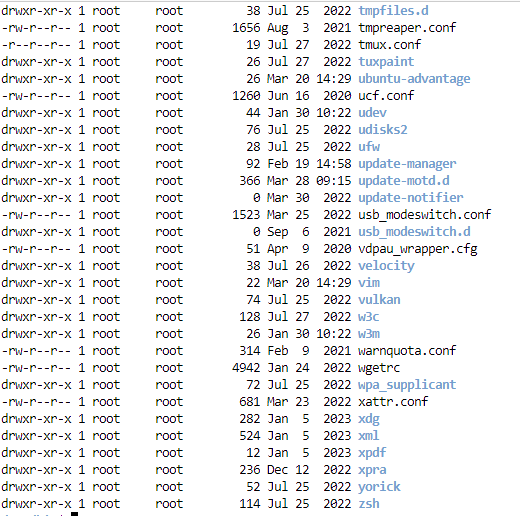 drwxr-xr-x 1 root root 38 Jul 25 2022 tmpfiles.d
-rw-r--r-- 1 root root 1656 Aug 3 2021 tmpreaper.conf
-r--r--r-- 1 root root 19 Jul 27 2022 tmux.conf
drwxr-xr-x 1 root root 26 Jul 27 2022 tuxpaint
drwxr-xr-x 1 root root 26 Mar 20 14:29 ubuntu-advantage
-rw-r--r-- 1 root root 1260 Jun 16 2020 ucf.conf
drwxr-xr-x 1 root root 44 Jan 30 10:22 udev
drwxr-xr-x 1 root root 76 Jul 25 2022 udisks2
drwxr-xr-x 1 root root 28 Jul 25 2022 ufw
drwxr-xr-x 1 root root 92 Feb 19 14:58 update-manager
drwxr-xr-x 1 root root 366 Mar 28 09:15 update-motd.d
drwxr-xr-x 1 root root 0 Mar 30 2022 update-notifier
-rw-r--r-- 1 root root 1523 Mar 25 2022 usb_modeswitch.conf
drwxr-xr-x 1 root root 0 Sep 6 2021 usb_modeswitch.d
-rw-r--r-- 1 root root 51 Apr 9 2020 vdpau_wrapper.cfg
drwxr-xr-x 1 root root 38 Jul 26 2022 velocity
drwxr-xr-x 1 root root 22 Mar 20 14:29 vim
drwxr-xr-x 1 root root 74 Jul 25 2022 vulkan
drwxr-xr-x 1 root root 128 Jul 27 2022 w3c
drwxr-xr-x 1 root root 26 Jan 30 10:22 w3m
-rw-r--r-- 1 root root 314 Feb 9 2021 warnquota.conf
-rw-r--r-- 1 root root 4942 Jan 24 2022 wgetrc
drwxr-xr-x 1 root root 72 Jul 25 2022 wpa_supplicant
-rw-r--r-- 1 root root 681 Mar 23 2022 xattr.conf
drwxr-xr-x 1 root root 282 Jan 5 2023 xdg
drwxr-xr-x 1 root root 524 Jan 5 2023 xml
drwxr-xr-x 1 root root 12 Jan 5 2023 xpdf
drwxr-xr-x 1 root root 236 Dec 12 2022 xpra
drwxr-xr-x 1 root root 52 Jul 25 2022 yorick
drwxr-xr-x 1 root root 114 Jul 25 2022 zsh